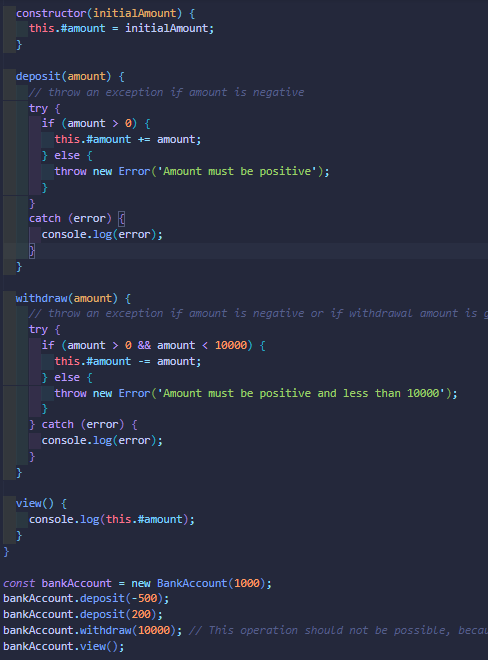 constructor(initialAmount) {
this.#amount = initialAmount;
}
deposit(amount) {
// throw an exception if amount is negative
try {
if (amount > 0) {
this.#amount += amount;
} else {
throw new Error('Amount must be positive');
}
}
catch (error) {
console.log(error);
}
}
withdraw(amount) {
// throw an exception if amount is negative or if withdrawal amount is
try {
if (amount > 0 && amount < 10000) {
this.#amount -= amount;
} else {
throw new Error('Amount must be positive and less than 10000');
}
} catch (error) {
console.log(error);
}
}
view() {
console.log(this.#amount);
}
}
const bankAccount = new BankAccount(1000);
bankAccount.deposit(-500);
bankAccount.deposit(200);
bankAccount.withdraw(10000); // This operation should not be possible,
bankAccount.view();